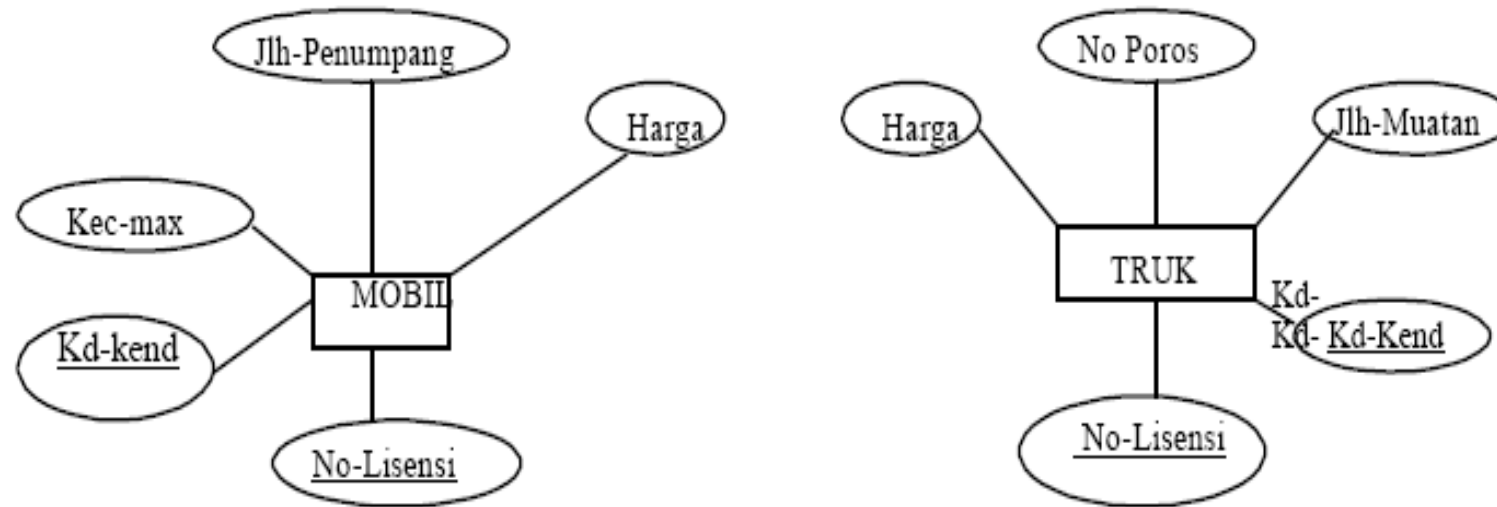 Jlh-Penumpang
Harga
Kec-max
MOBIL
Kd-kend
No-Lisensi
No Poros
Harga
Jlh-Muatan
TRUK
Kd-
Kd- Kd-Kend
No-Lisensi